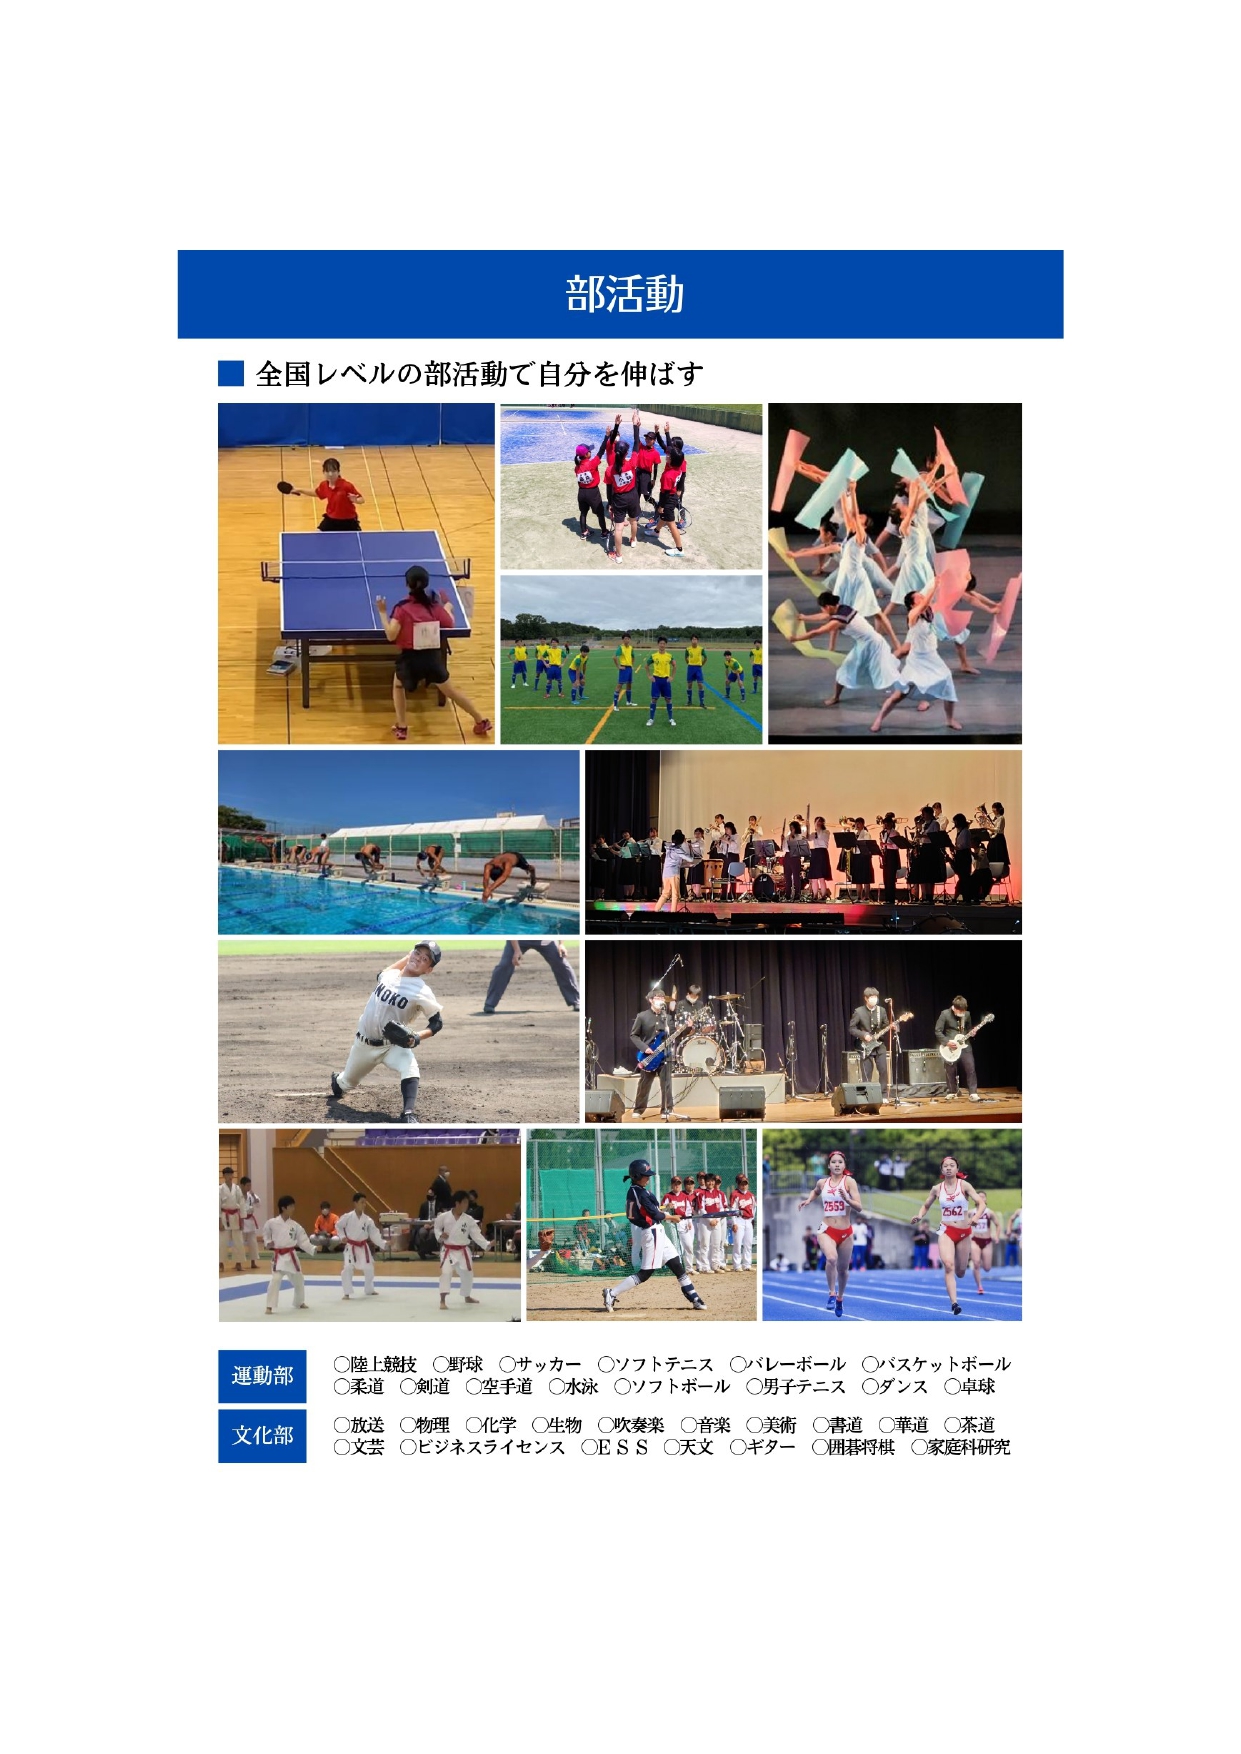 部活動
■ 全国レベルの部活動で自分を伸ばす
NOKO
2559
2562
運動部
○陸上競技 ○野球 ○サッカー ○ソフトテニス ○バレーボール ○バスケットボール
○柔道 ○剣道 ○空手道 ○水泳 ○ソフトボール ○男子テニス ○ダンス ○卓球
文化部
○放送 ○物理 ○化学 ○生物 ○吹奏楽 ○音楽 ○美術 ○書道 ○華道 ○茶道
○文芸 ○ビジネスライセンス ○ＥＳＳ ○天文 ○ギター ○囲碁将棋 ○家庭科研究